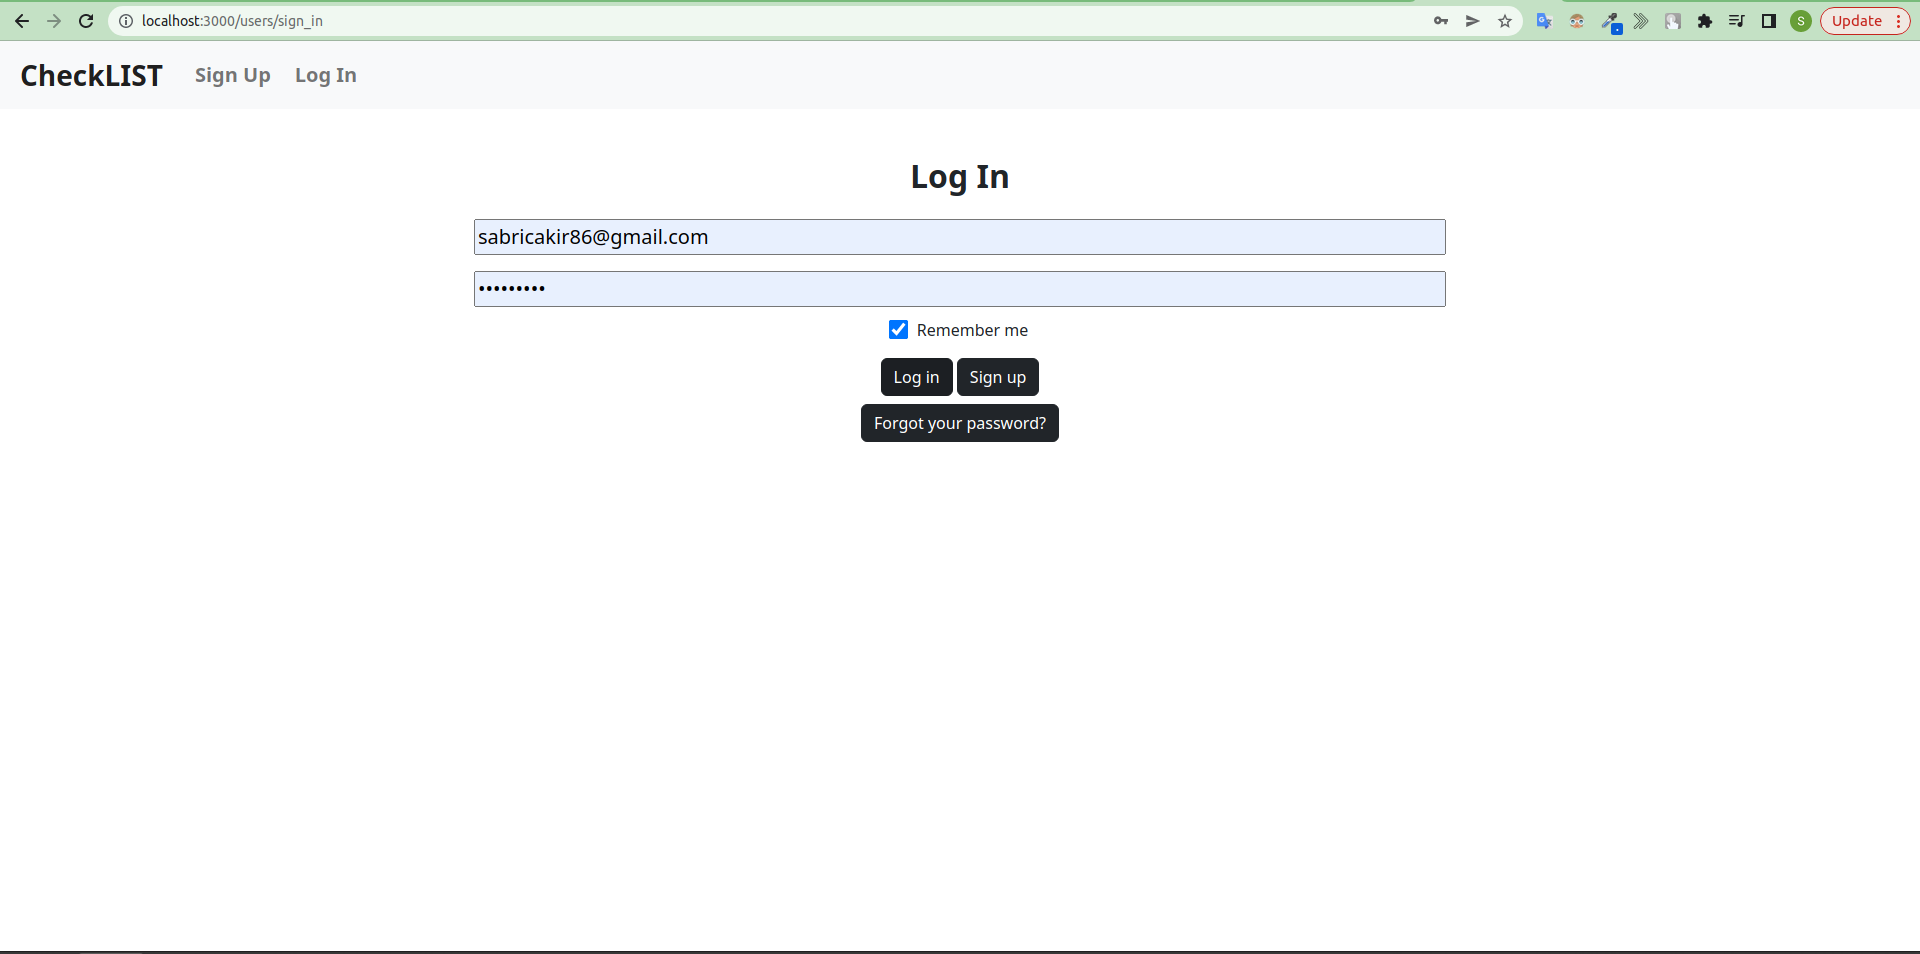 localhost:3000/users/sign_in
S
Update
CheckLIST Sign Up Log In
Log In
sabricakir86@gmail.com
•••••••••
Remember me
Log in Sign up
Forgot your password?